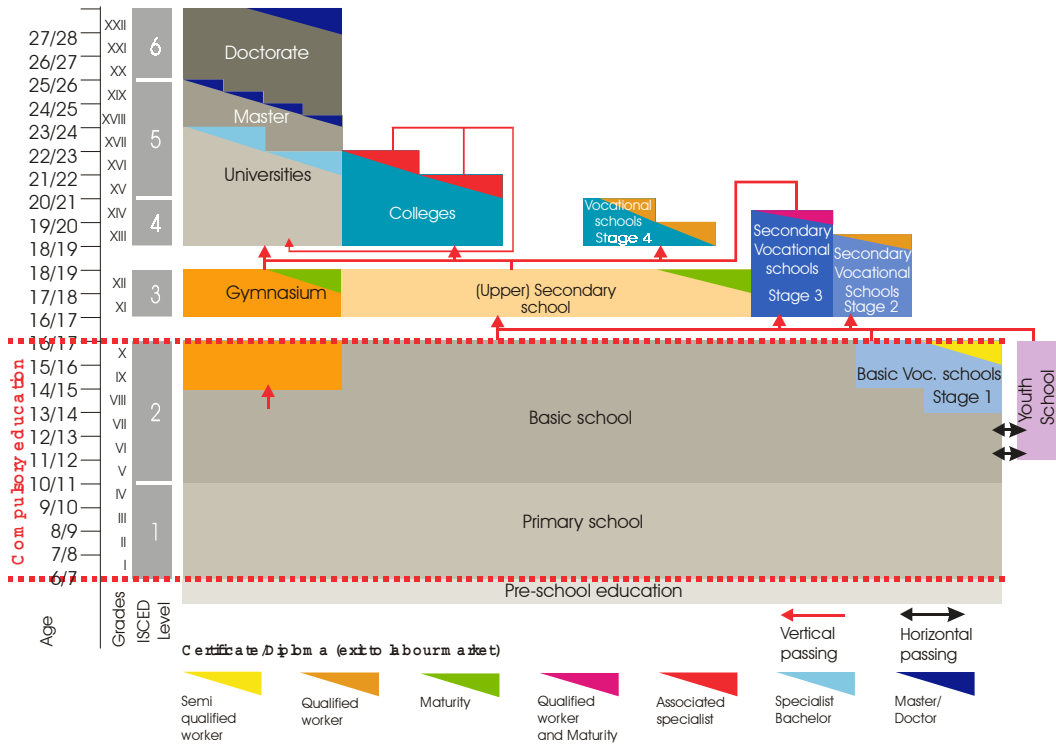 27/28
26/27
25/26
24/25
23/24
22/23
21/22
20/21
19/20
18/19
18/19
17/18
16/17
16/17
15/16
14/15
13/14
12/13
11/12
10/11
9/10
8/9
7/8
6/7
Age
XXII
XXI
XX
XIX
XVIII
XVII
XVI
XV
XIV
XIII
XII
XI
X
IX
VIII
VII
VI
V
IV
III
II
I
Grades
6
5
4
3
2
1
ISCED
Level
Compulsory education
Doctorate
Master
Universities
Colleges
Vocational
schools
Stage 4
Secondary
Vocational
schools
Stage 3
Secondary
Vocational
Schools
Stage 2
Gymnasium
(Upper) Secondary
school
Basic Voc. schools
Stage 1
Youth
School
Basic school
Primary school
Pre-school education
Vertical
passing
Horizontal
passing
Certificate/Diploma (exit to labour market)
Semi
qualified
worker
Qualified
worker
Maturity
Qualified
worker
and Maturity
Associated
specialist
Specialist
Bachelor
Master/
Doctor